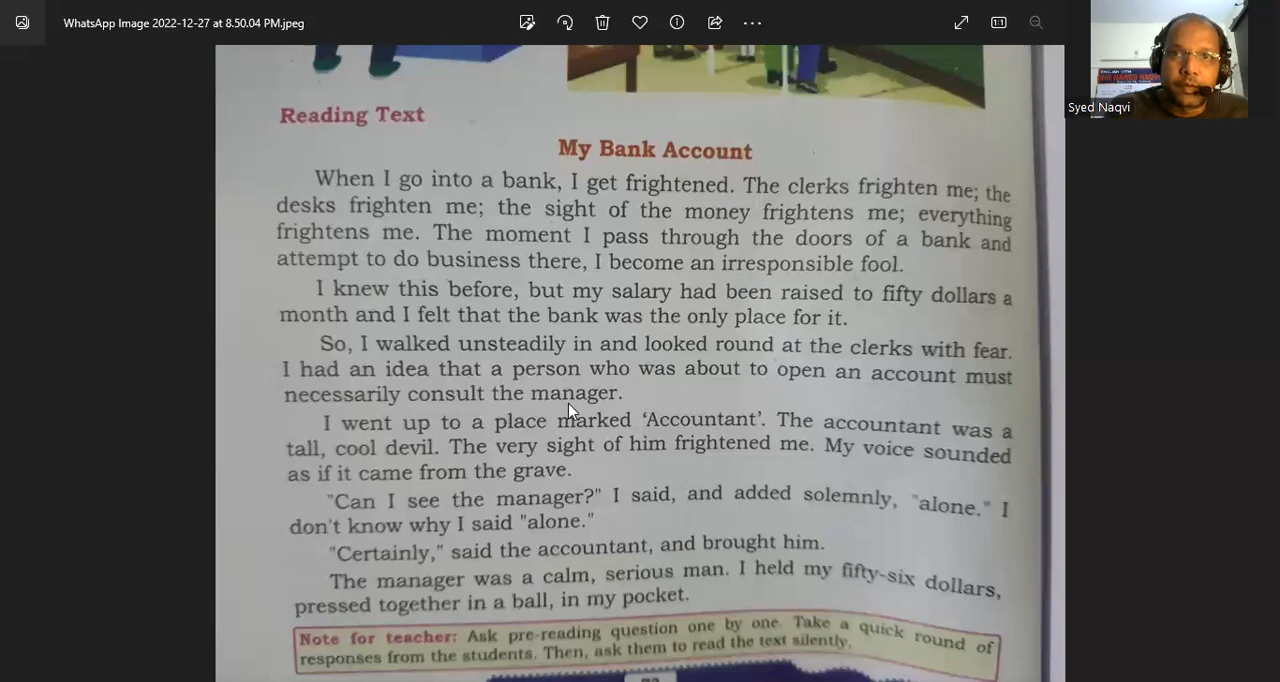 WhatsApp Image 2022-12-27 at 8.50.04 PM.jpeg
1:1
Syed Naqvi
Reading Text
My Bank Account
When I go into a bank, I get frightened. The clerks frighten me; the
desks frighten me; the sight of the money frightens me; everything
frightens me. The moment I pass through the doors of a bank and
attempt to do business there, I become an irresponsible fool.
I knew this before, but my salary had been raised to fifty dollars a
month and I felt that the bank was the only place for it.
So, I walked unsteadily in and looked round at the clerks with fear.
I had an idea that a person who was about to open an account must
necessarily consult the manager.
I went up to a place marked 'Accountant'. The accountant was a
tall, cool devil. The very sight of him frightened me. My voice sounded
as if it came from the grave.
"Can I see the manager?" I said, and added solemnly, "alone." I
don't know why I said "alone."
"Certainly," said the accountant, and brought him.
The manager was a calm, serious man. I held my fifty-six dollars,
pressed together in a ball, in my pocket.
Note for teacher: Ask pre-reading question one by one. Take a quick round of
responses from the students. Then, ask them to read the text silently.